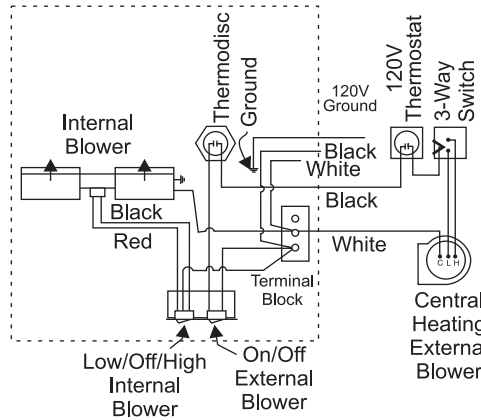 Internal
Blower
Thermodisc
Ground
120V
Ground
120V
Thermostat
3-Way
Switch
Black
White
Black
Black
Red
White
Terminal
Block
C L H
Central
Heating
External
Blower
Low/Off/High
Internal
Blower
On/Off
External
Blower